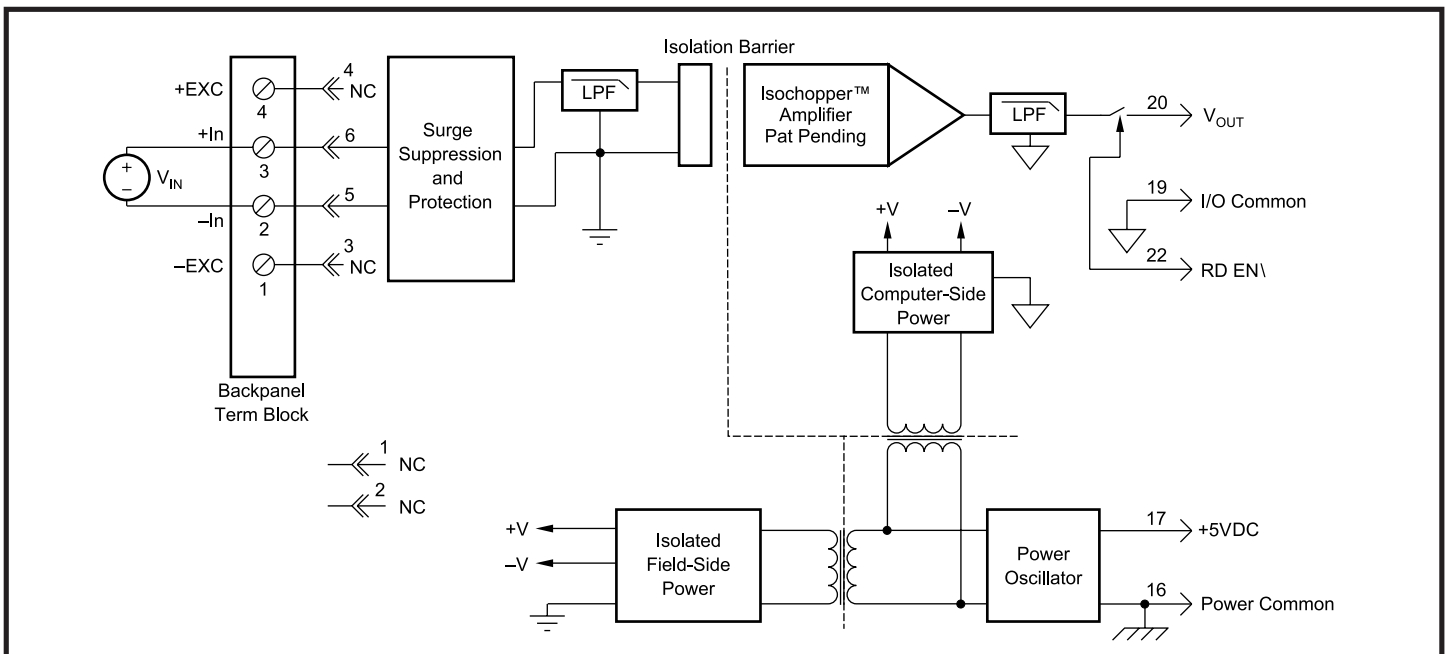 Isolation Barrier
+EXC
4
4
NC
+In
3
6
VIN
+
–
–In
2
5
–EXC
1
3
NC
Backpanel
Term Block
Surge
Suppression
and
Protection
LPF
Isochopper™
Amplifier
Pat Pending
LPF
20
VOUT
19
I/O Common
22
RD EN\
+V
–V
Isolated
Computer-Side
Power
1
NC
2
NC
+V
–V
Isolated
Field-Side
Power
Power
Oscillator
17
+5VDC
16
Power Common